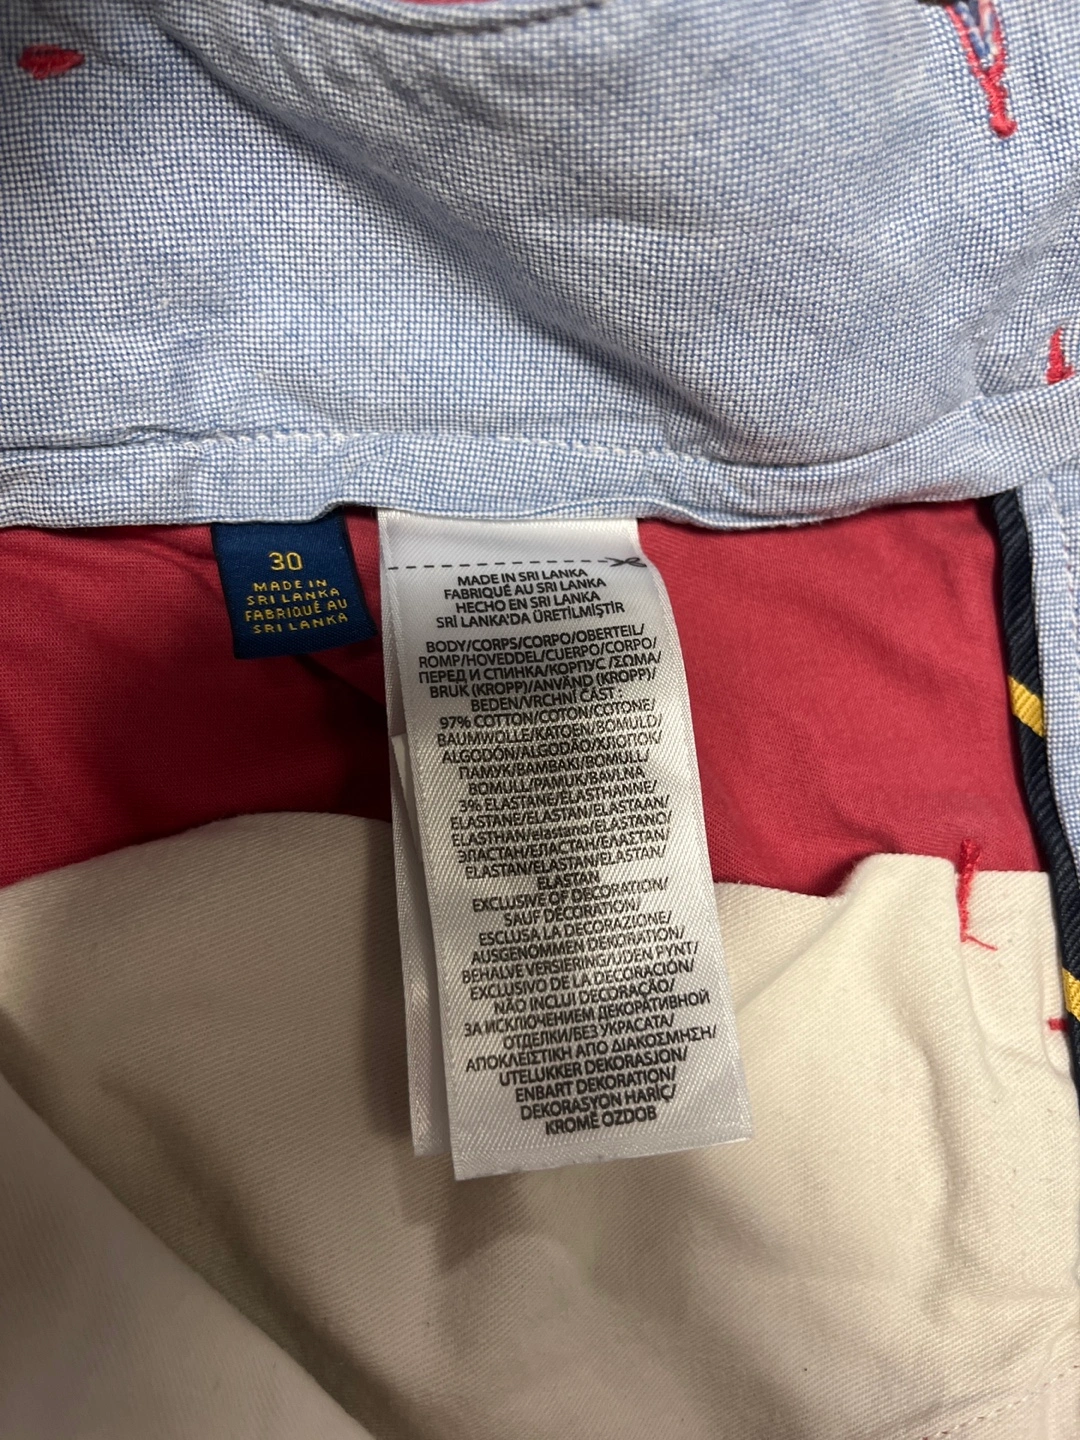 30
MADE IN
SRI LANKA
FABRIQUÉ AU
SRI LANKA
MADE IN SRI LANKA
FABRIQUÉ AU SRI LANKA
HECHO EN SRI LANKA
SRİ LANKA'DA ÜRETİLMİŞTİR
BODY/CORPS/CORPO/OBERTEIL/
ROMP/HOVEDDEL/CUERPO/CORPO/
ПЕРЕД И СПИНКА/КОРПУС /ΣΩΜΑ/
BRUK (KROPP)/ANVÄND (KROPP)/
BEDEN/VRCHNÍ ČÁST :
97% COTTON/COTON/COTONE/
BAUMWOLLE/KATOEN/BOMULD/
ALGODÓN/ALGODÃO/ХЛОПОК/
ПАМУК/ΒΑΜΒΑΚΙ/BOMULL/
BOMULL/PAMUK/BAVLNA
3% ELASTANE/ELASTHANNE/
ELASTANE/ELASTAN/ELASTAAN/
ELASTHAN/elastano/ELASTANO/
ЭЛАСТАН/ЕЛАСТАН/ΕΛΑΣΤΑΝ/
ELASTAN/ELASTAN/ELASTAN/
ELASTAN
EXCLUSIVE OF DECORATION/
SAUF DÉCORATION/
ESCLUSA LA DECORAZIONE/
AUSGENOMMEN DEKORATION/
BEHALVE VERSIERING/UDEN PYNT/
EXCLUSIVO DE LA DECORACIÓN/
NÃO INCLUI DECORAÇÃO/
ЗА ИСКЛЮЧЕНИЕМ ДЕКОРАТИВНОЙ
ОТДЕЛКИ/БЕЗ УКРАСАТА/
ΑΠΟΚΛΕΙΣΤΙΚΗ ΑΠΟ ΔΙΑΚΟΣΜΗΣΗ/
UTELUKKER DEKORASJON/
ENBART DEKORATION/
DEKORASYON HARİÇ/
KROMĚ OZDOB